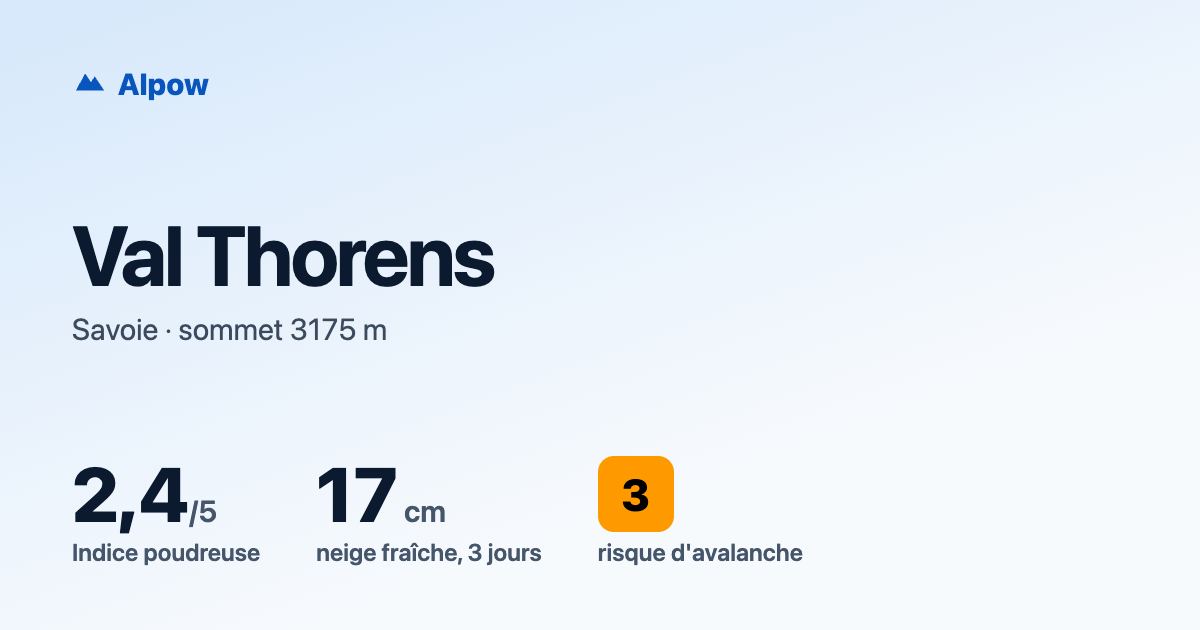 Alpow
Val Thorens
Savoie · sommet 3175 m
2,4/5
Indice poudreuse
17 cm
neige fraîche, 3 jours
3
risque d'avalanche